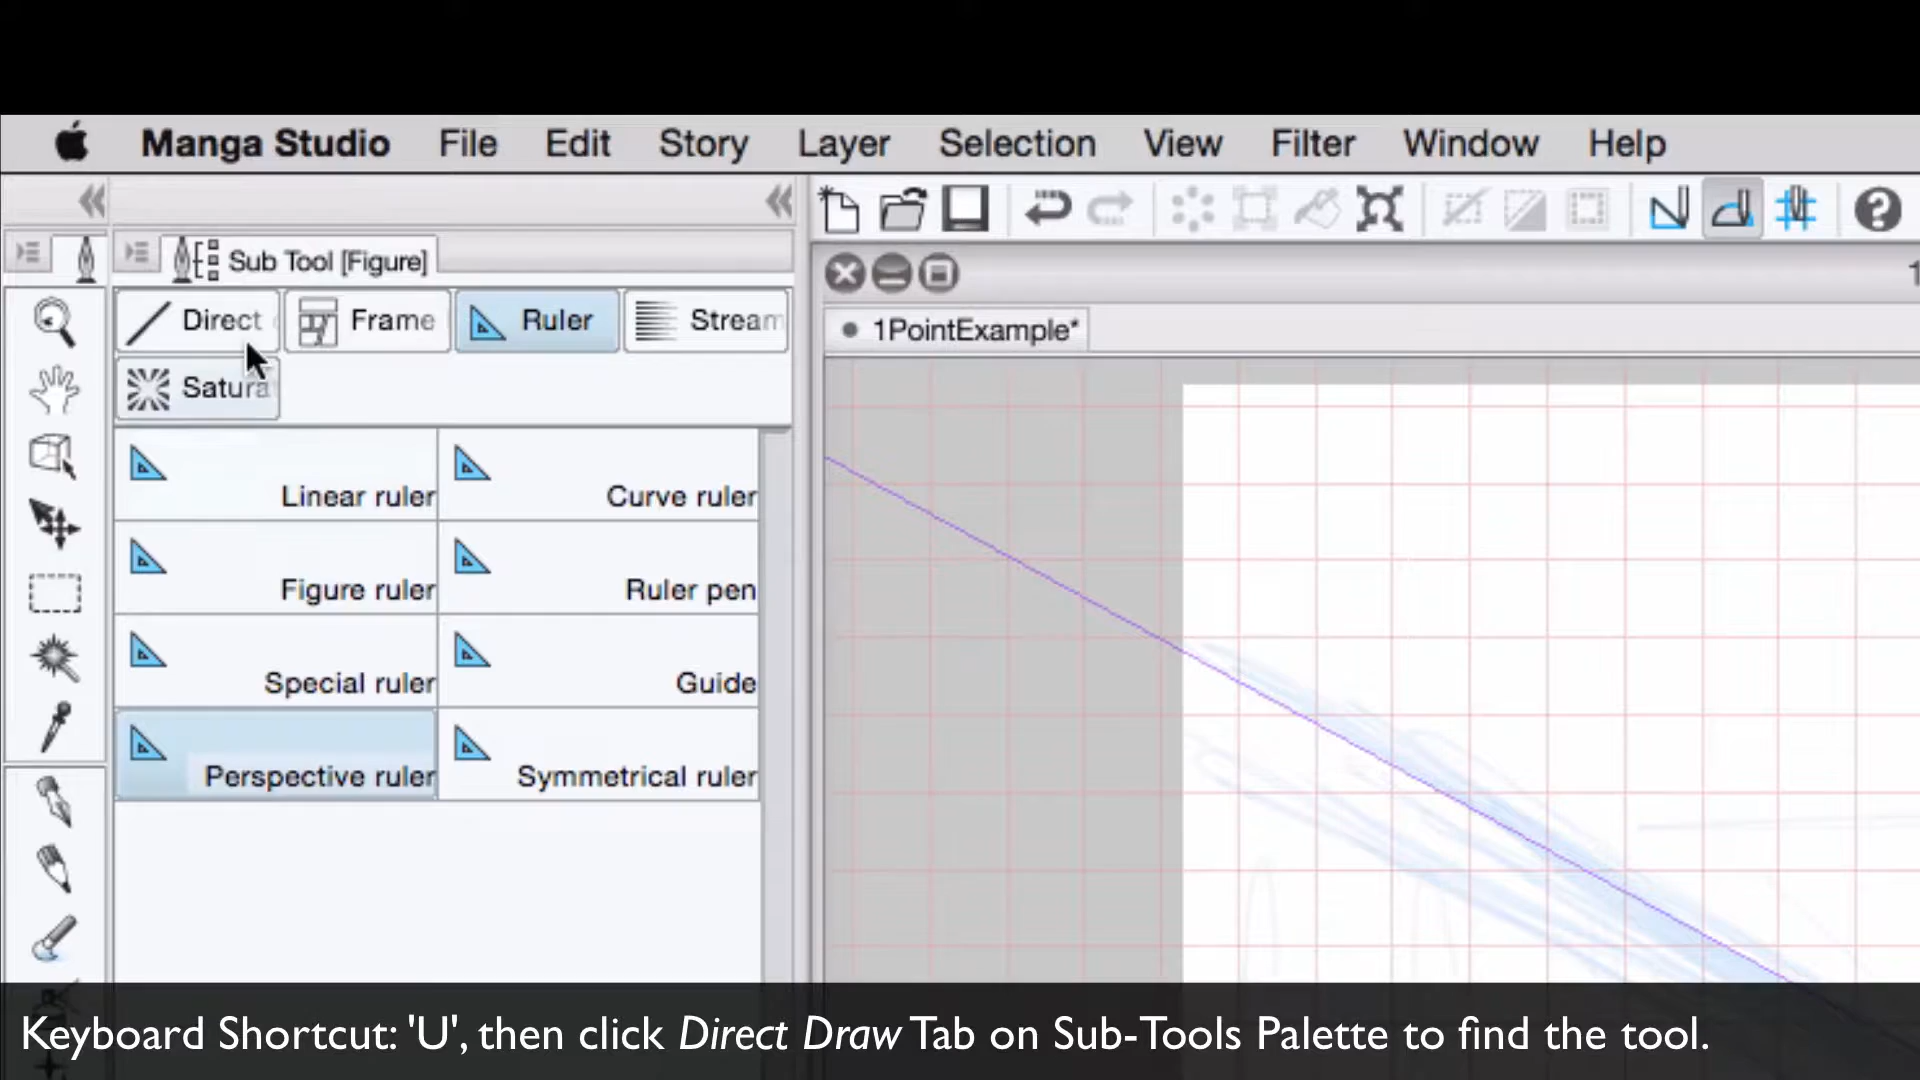 Manga Studio File Edit Story Layer Selection View Filter Window Help
Sub Tool [Figure]
Direct Frame Ruler Stream
Satura
1PointExample*
Linear ruler Curve ruler
Figure ruler Ruler pen
Special ruler Guide
Perspective ruler Symmetrical ruler
Keyboard Shortcut: 'U', then click Direct Draw Tab on Sub-Tools Palette to find the tool.